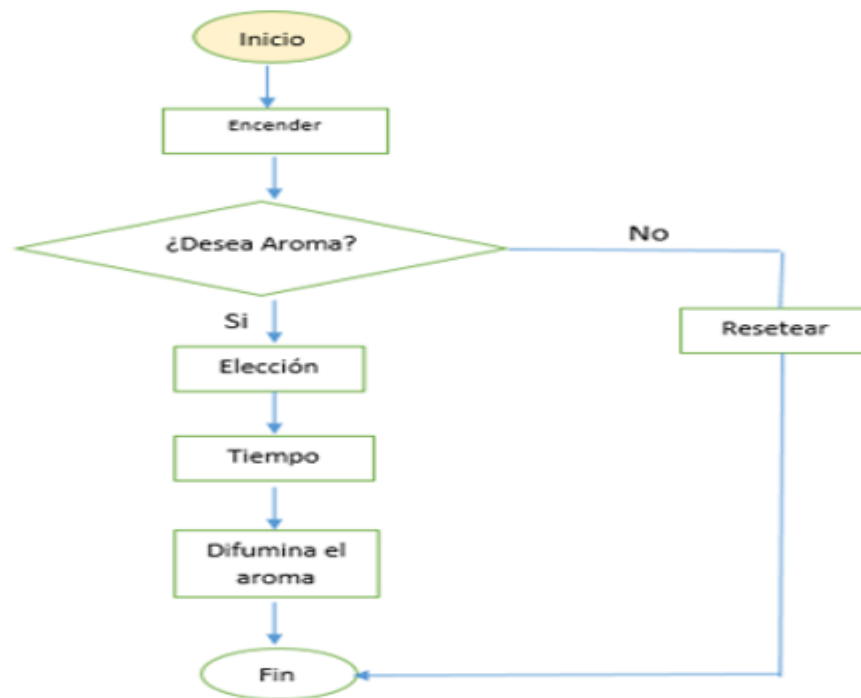 Inicio
Encender
¿Desea Aroma?
No
Si
Resetear
Elección
Tiempo
Difumina el
aroma
Fin